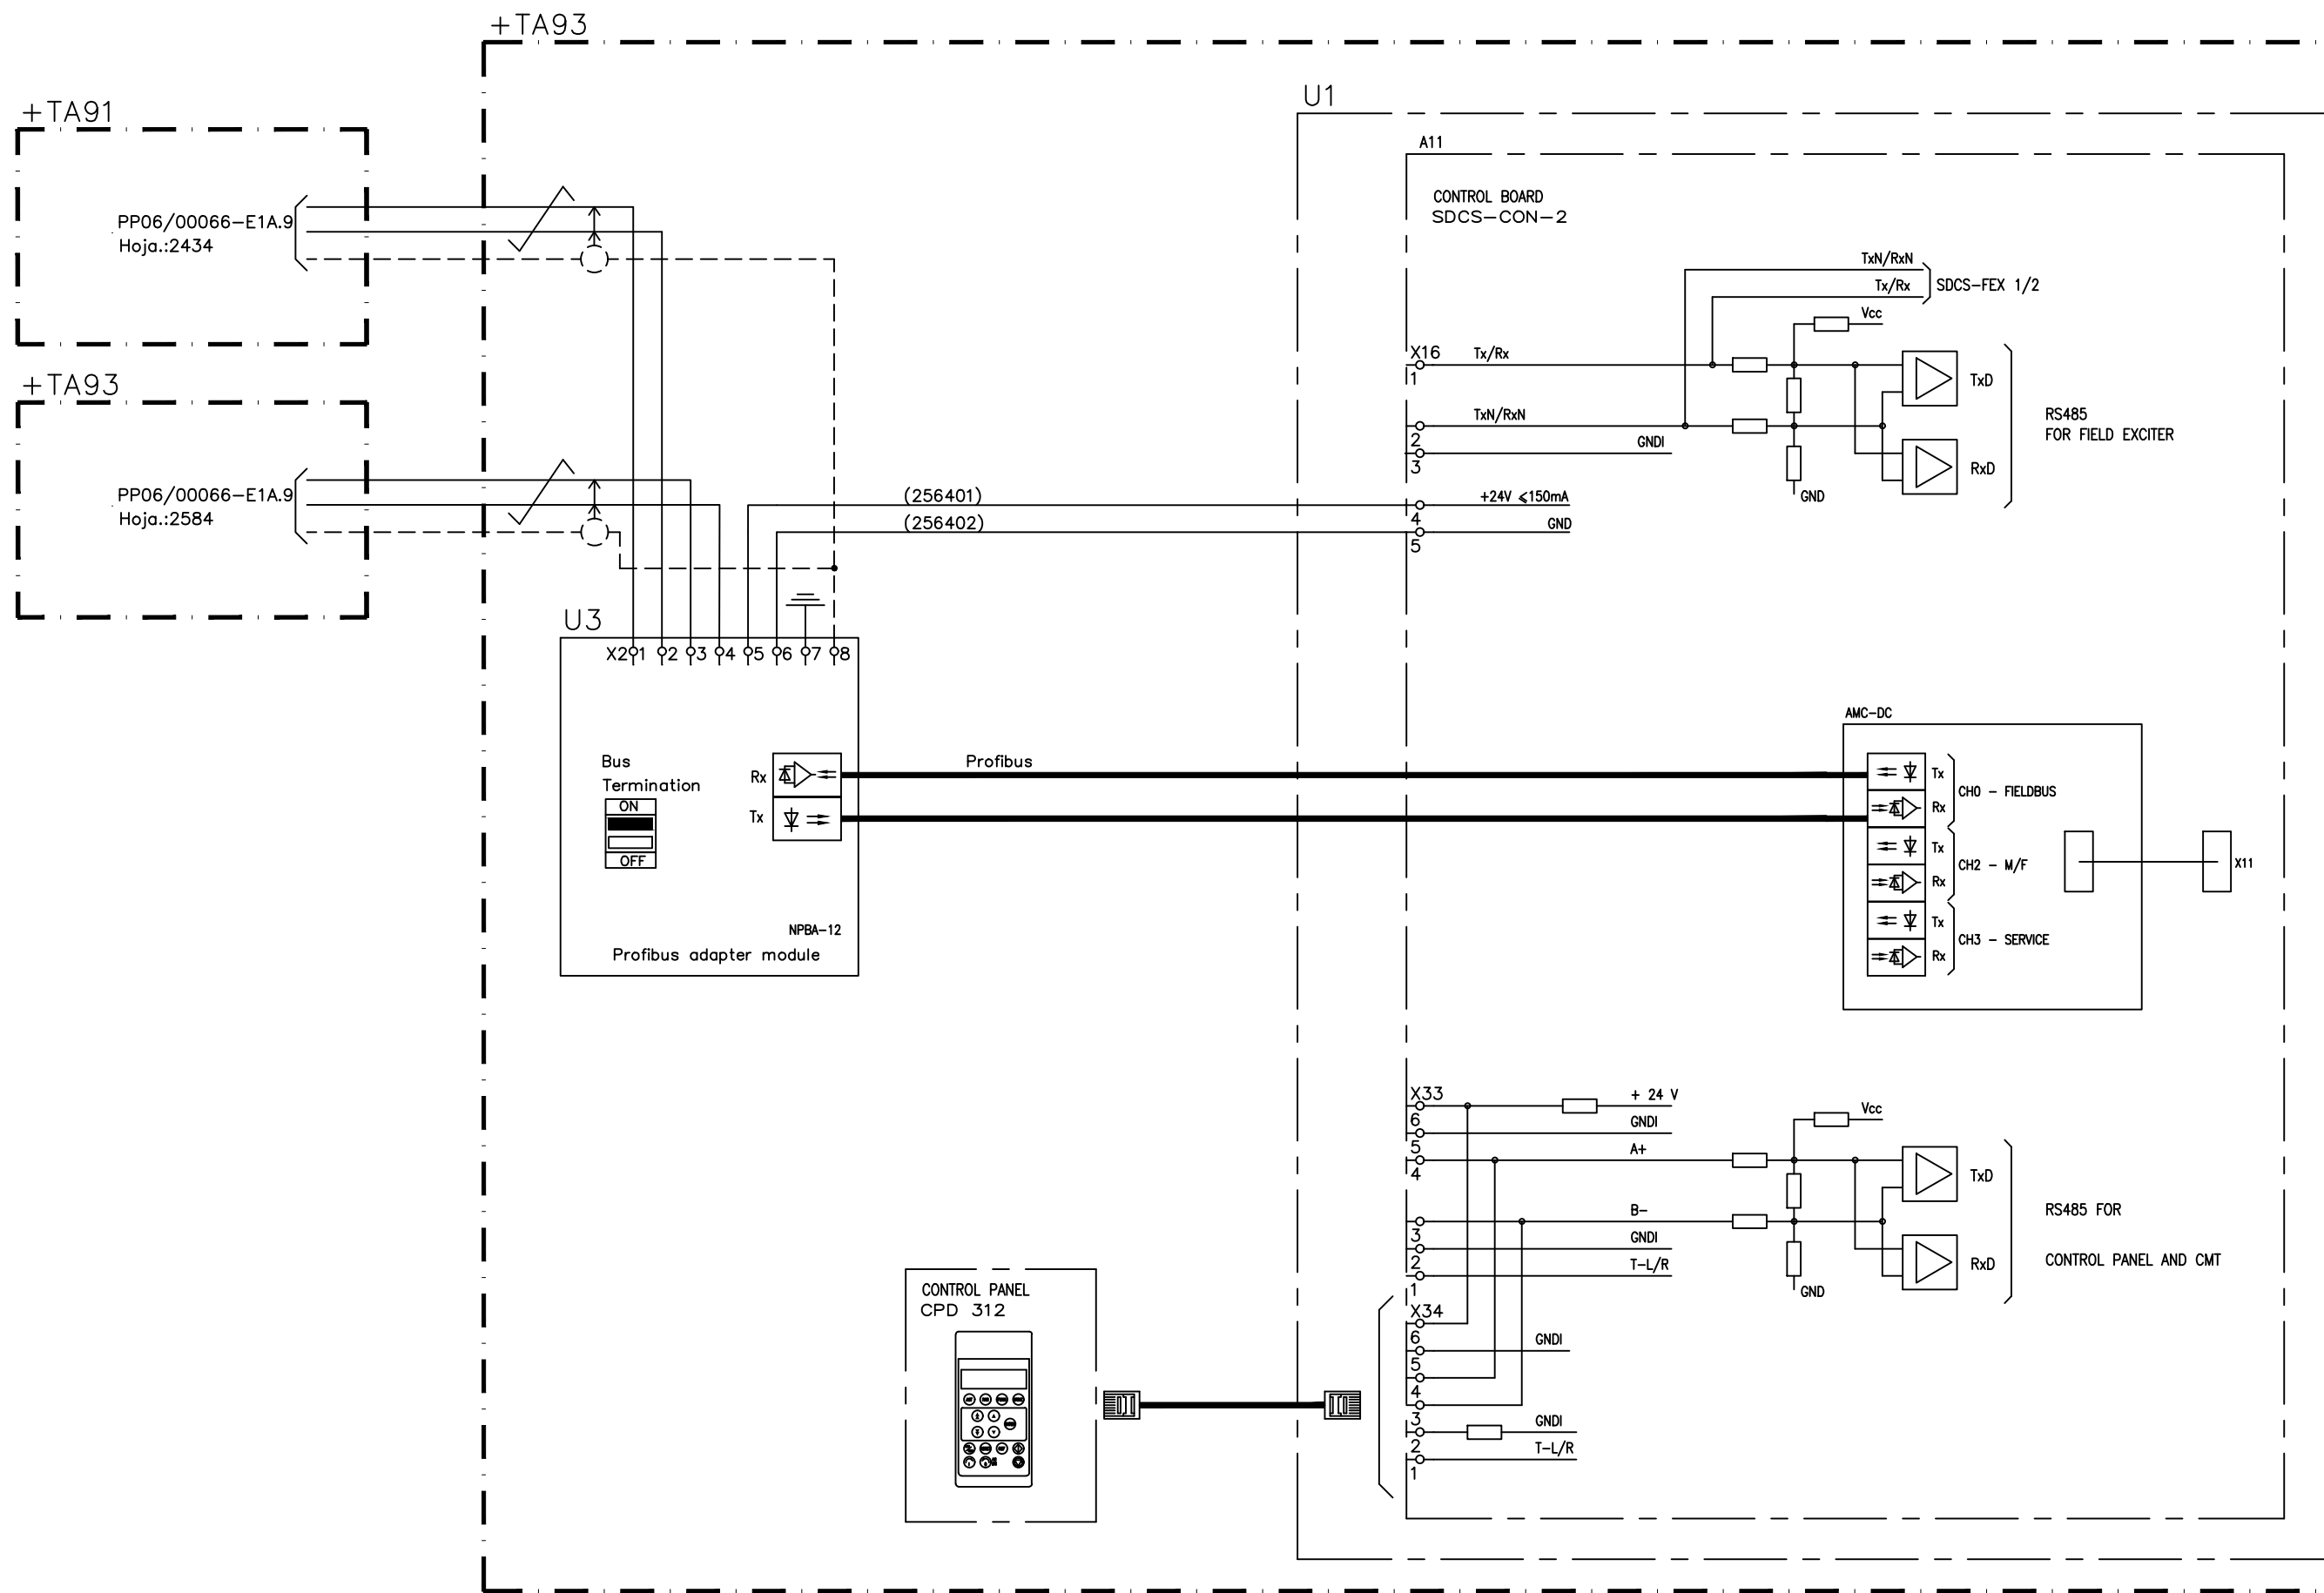 +TA93
+TA91
U1
A11
CONTROL BOARD
SDCS-CON-2
PP06/00066-E1A.9
Hoja.:2434
TxN/RxN
Tx/Rx
SDCS-FEX 1/2
Vcc
X16
Tx/Rx
1
TxD
+TA93
TxN/RxN
2
GNDI
3
RxD
GND
RS485
FOR FIELD EXCITER
PP06/00066-E1A.9
Hoja.:2584
(256401)
+24V ≤150mA
4
(256402)
GND
5
U3
X2 1 2 3 4 5 6 7 8
Bus
Termination
ON
OFF
Rx
Tx
Profibus
NPBA-12
Profibus adapter module
AMC-DC
Tx
Rx
CH0 - FIELDBUS
Tx
Rx
CH2 - M/F
Tx
Rx
CH3 - SERVICE
X11
X33
+ 24 V
6
GNDI
5
A+
4
Vcc
TxD
B-
3
GNDI
2
T-L/R
1
RxD
GND
RS485 FOR
CONTROL PANEL AND CMT
CONTROL PANEL
CPD 312
X34
6
GNDI
5
4
3
GNDI
2
T-L/R
1